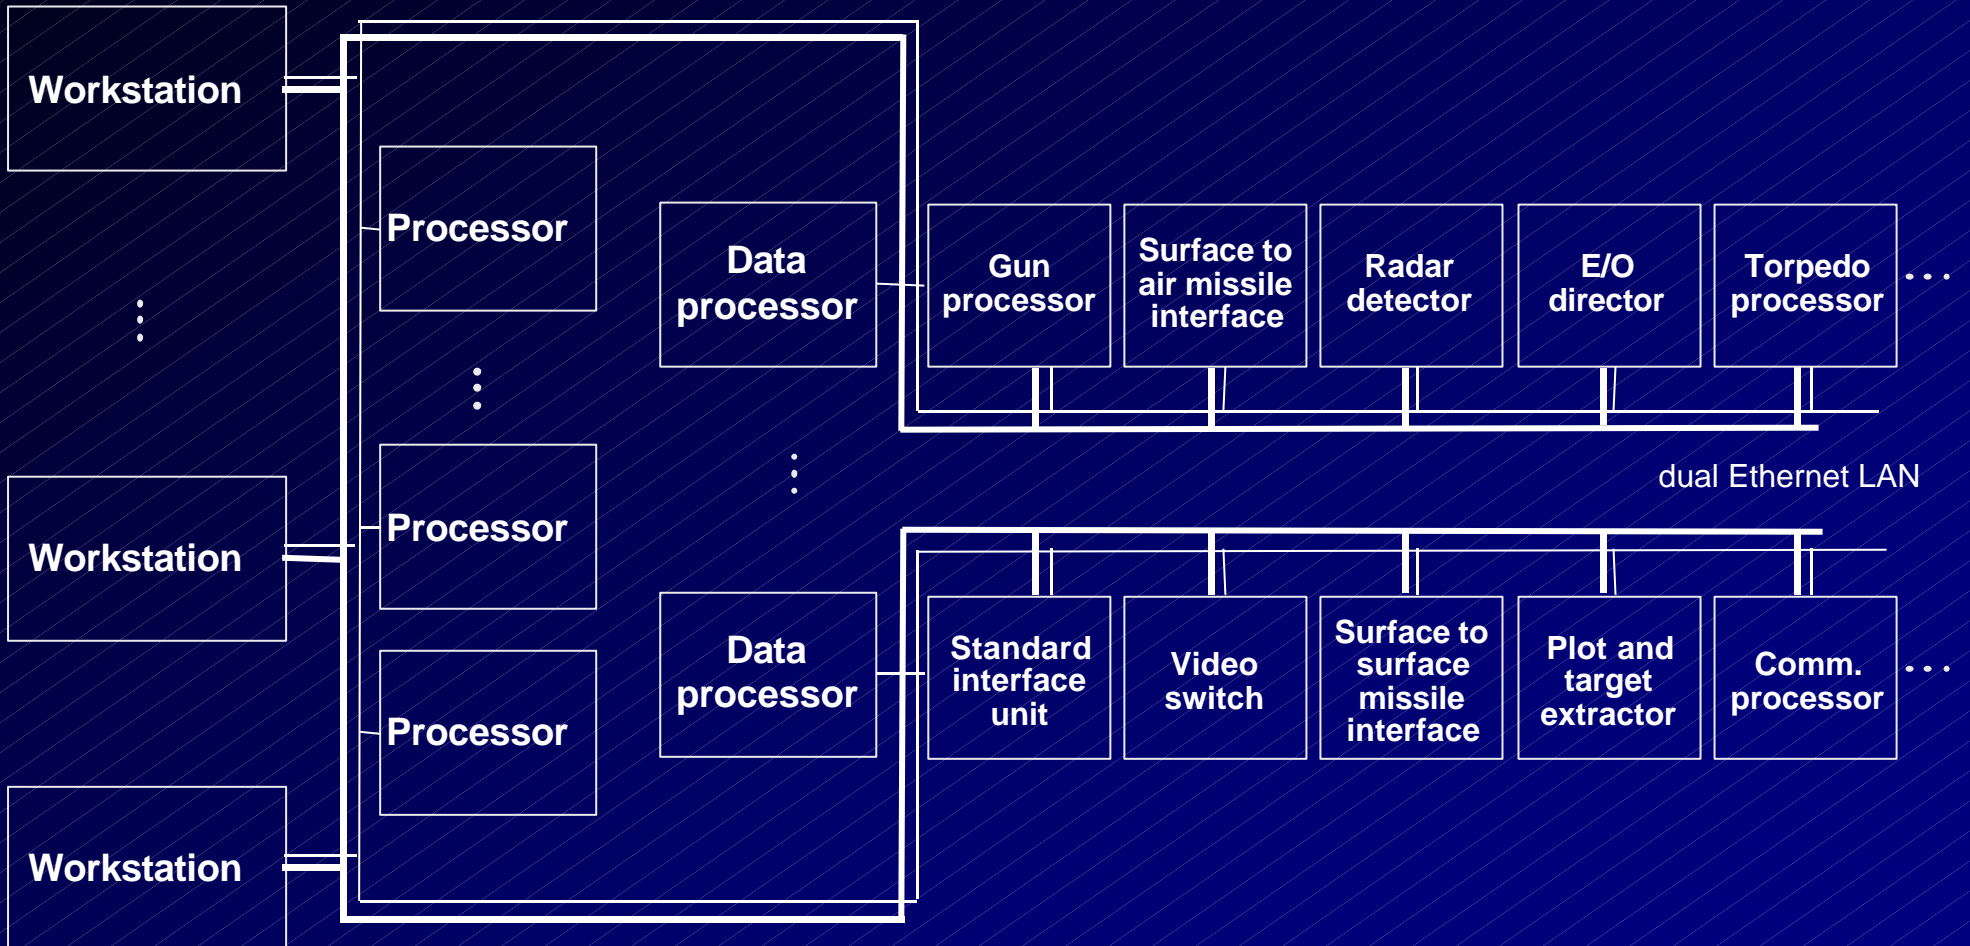 Workstation
Workstation
Workstation
Processor
Processor
Processor
Data
processor
Data
processor
Gun
processor
Surface to
air missile
interface
Radar
detector
E/O
director
Torpedo
processor
...
dual Ethernet LAN
Standard
interface
unit
Video
switch
Surface to
surface
missile
interface
Plot and
target
extractor
Comm.
processor
...